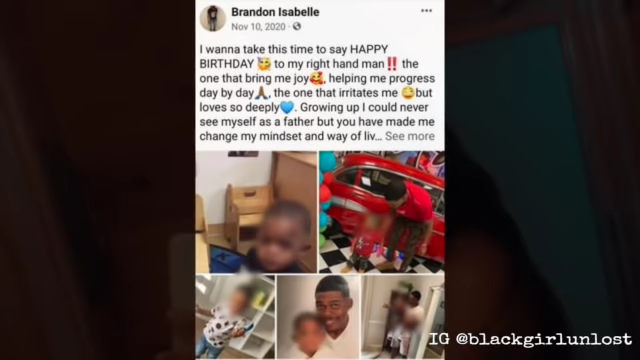 Brandon Isabelle
Nov 10, 2020
I wanna take this time to say HAPPY
BIRTHDAY 🥳 to my right hand man‼️ the
one that bring me joy🥰, helping me progress
day by day🙏🏾, the one that irritates me 😄but
loves so deeply💙. Growing up I could never
see myself as a father but you have made me
change my mindset and way of liv... See more
IG @blackgirlunlost